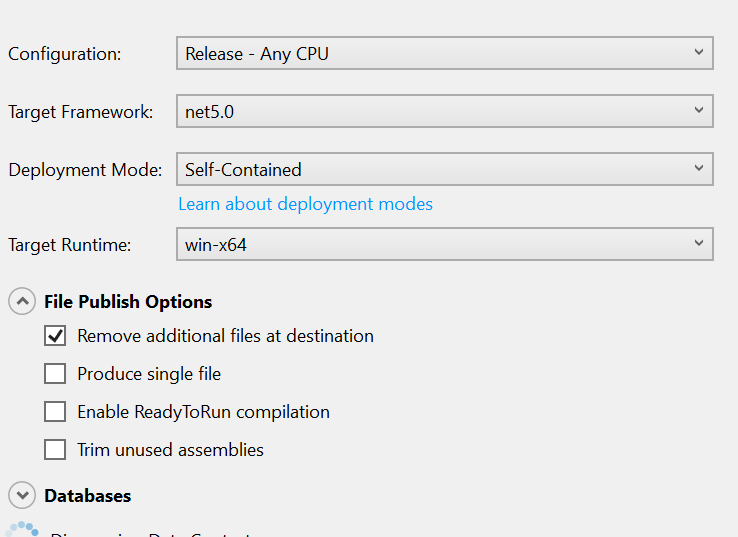 Configuration: Release - Any CPU
Target Framework: net5.0
Deployment Mode: Self-Contained
Learn about deployment modes
Target Runtime: win-x64
File Publish Options
Remove additional files at destination
Produce single file
Enable ReadyToRun compilation
Trim unused assemblies
Databases